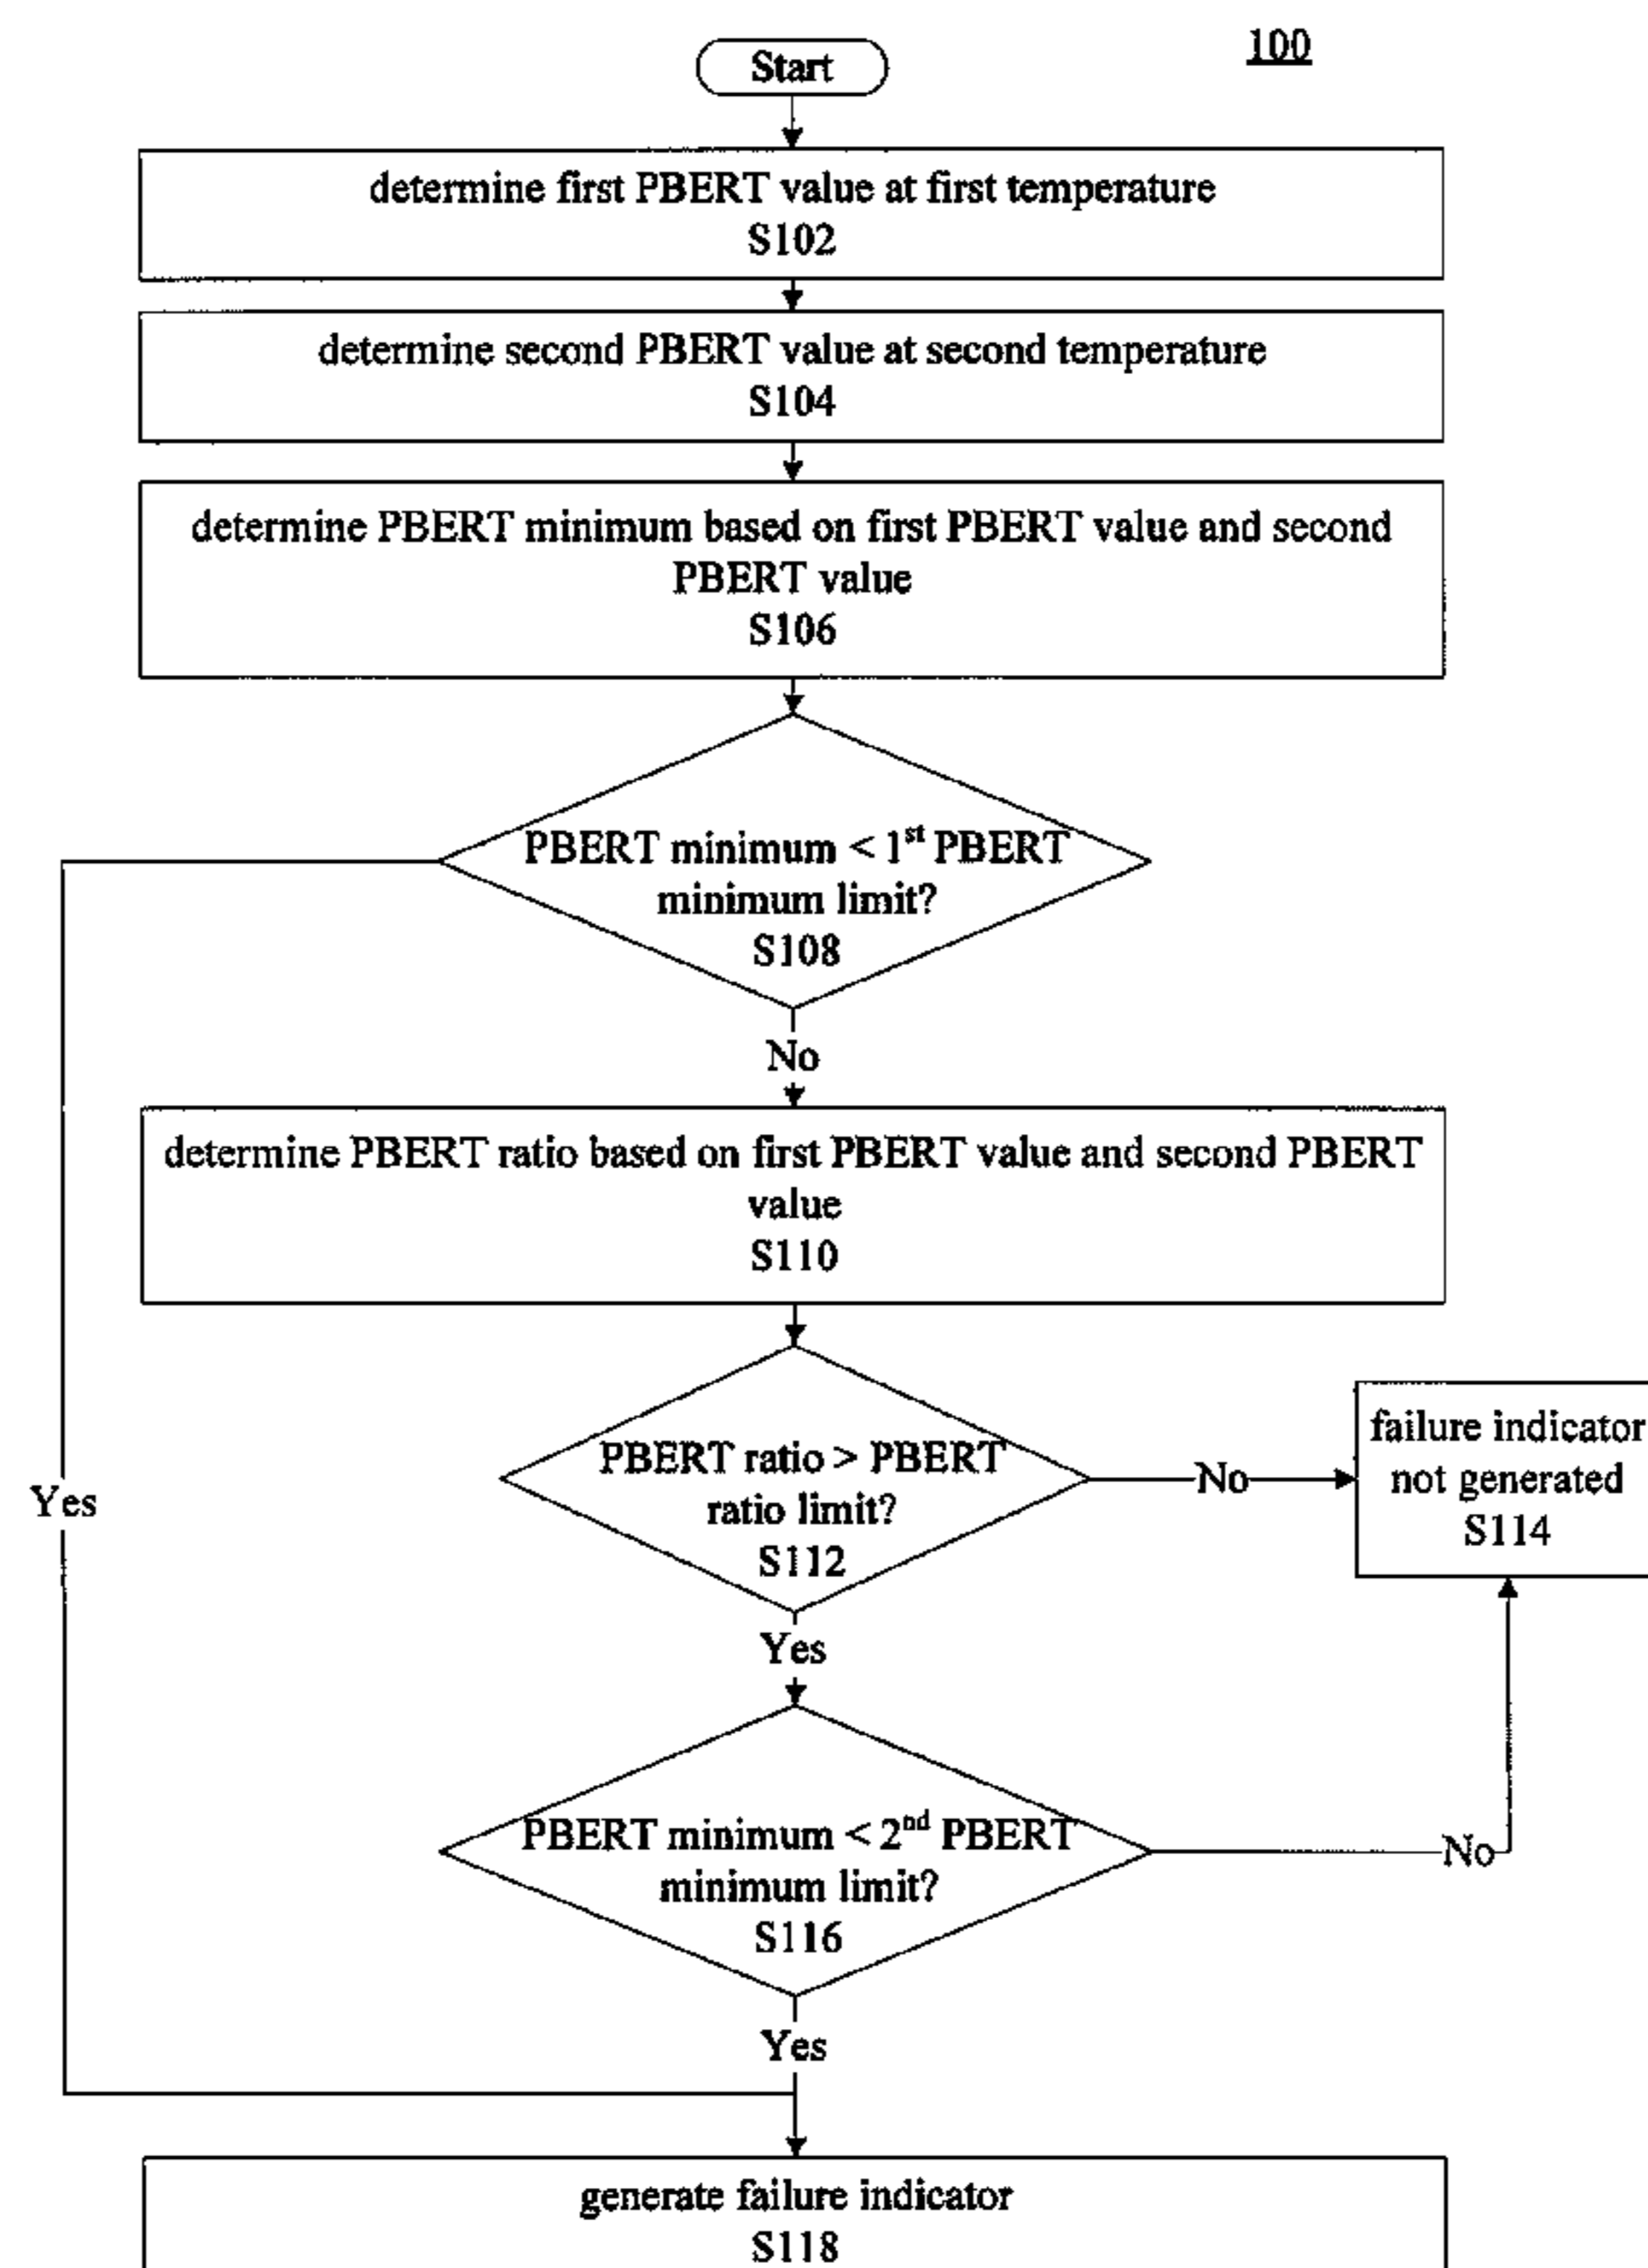 100
Start
determine first PBERT value at first temperature
S102
determine second PBERT value at second temperature
S104
determine PBERT minimum based on first PBERT value and second
PBERT value
S106
PBERT minimum < 1st PBERT
minimum limit?
S108
No
determine PBERT ratio based on first PBERT value and second PBERT
value
S110
PBERT ratio > PBERT
ratio limit?
S112
No
failure indicator
not generated
S114
Yes
Yes
PBERT minimum < 2nd PBERT
minimum limit?
S116
No
Yes
generate failure indicator
S118